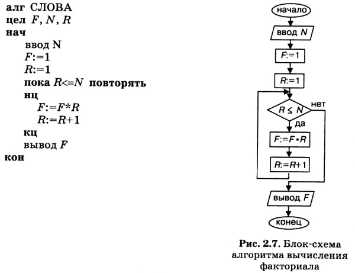 алг СЛОВА
цел F, N, R
нач
ввод N
F:=1
R:=1
пока R<=N повторять
нц
F:=F*R
R:=R+1
кц
вывод F
кон
начало
ввод N
F:=1
R:=1
R ≤ N
нет
да
F:=F*R
R:=R+1
вывод F
конец
Рис. 2.7. Блок-схема
алгоритма вычисления
факториала